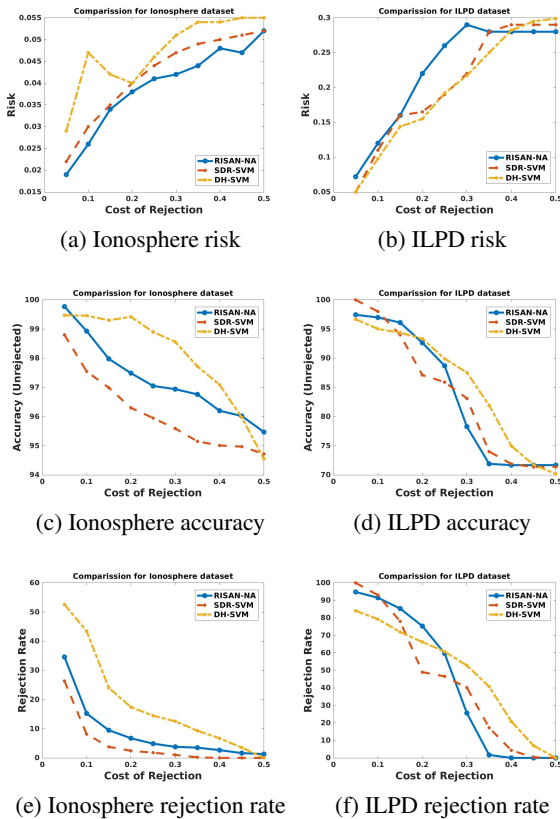 Comparission for Ionosphere dataset
0.055
0.05
0.045
0.04
0.035
0.03
0.025
0.02
0.015
Risk
RISAN-NA
SDR-SVM
DH-SVM
0 0.1 0.2 0.3 0.4 0.5
Cost of Rejection
(a) Ionosphere risk
Comparission for ILPD dataset
0.3
0.25
0.2
0.15
0.1
0.05
Risk
RISAN-NA
SDR-SVM
DH-SVM
0 0.1 0.2 0.3 0.4 0.5
Cost of Rejection
(b) ILPD risk
Comparission for Ionosphere dataset
100
99
98
97
96
95
94
Accuracy (Unrejected)
RISAN-NA
SDR-SVM
DH-SVM
0 0.1 0.2 0.3 0.4 0.5
Cost of Rejection
(c) Ionosphere accuracy
Comparission for ILPD dataset
100
95
90
85
80
75
70
Accuracy (Unrejected)
RISAN-NA
SDR-SVM
DH-SVM
0 0.1 0.2 0.3 0.4 0.5
Cost of Rejection
(d) ILPD accuracy
Comparission for Ionosphere dataset
60
50
40
30
20
10
0
Rejection Rate
RISAN-NA
SDR-SVM
DH-SVM
0 0.1 0.2 0.3 0.4 0.5
Cost of Rejection
(e) Ionosphere rejection rate
Comparission for ILPD dataset
100
90
80
70
60
50
40
30
20
10
0
Rejection Rate
RISAN-NA
SDR-SVM
DH-SVM
0 0.1 0.2 0.3 0.4 0.5
Cost of Rejection
(f) ILPD rejection rate